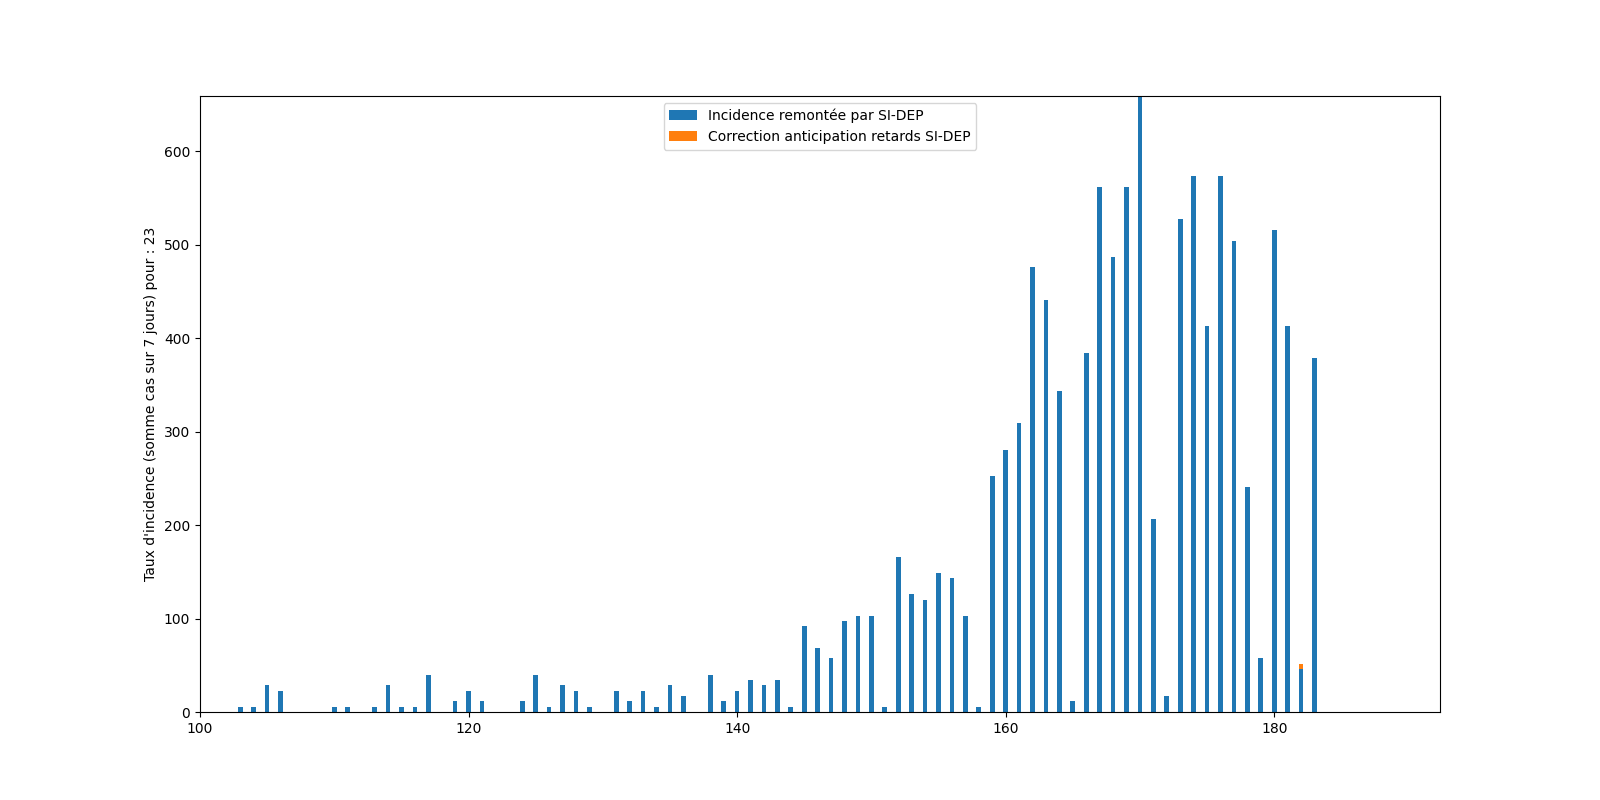 Incidence remontée par SI-DEP
Correction anticipation retards SI-DEP
Taux d'incidence (somme cas sur 7 jours) pour : 23
600
500
400
300
200
100
0
100 120 140 160 180